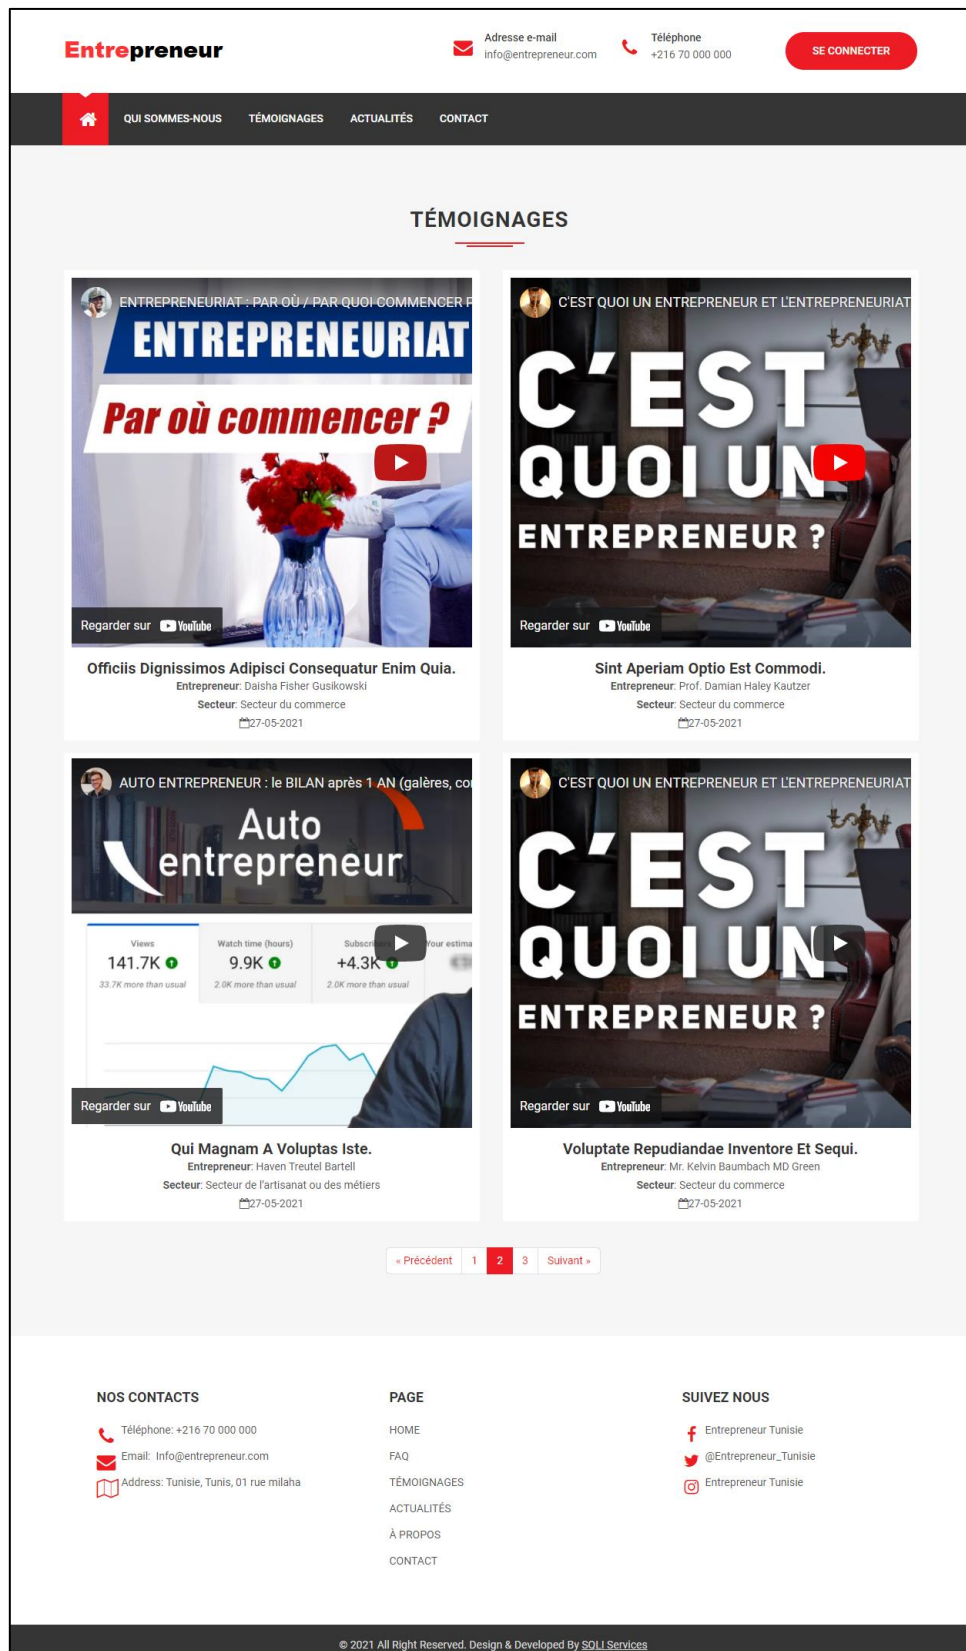 Entrepreneur
Adresse e-mail
info@entrepreneur.com
Téléphone
+216 70 000 000
SE CONNECTER
QUI SOMMES-NOUS TÉMOIGNAGES ACTUALITÉS CONTACT
TÉMOIGNAGES
ENTREPRENEURIAT : PAR OÙ / PAR QUOI COMMENCER
ENTREPRENEURIAT
Par où commencer ?
Regarder sur YouTube
Officiis Dignissimos Adipisci Consequatur Enim Quia.
Entrepreneur: Daisha Fisher Gusikowski
Secteur: Secteur du commerce
27-05-2021
C'EST QUOI UN ENTREPRENEUR ET L'ENTREPRENEURIAT
C'EST
QUOI UN
ENTREPRENEUR ?
Regarder sur YouTube
Sint Aperiam Optio Est Commodi.
Entrepreneur: Prof. Damian Haley Kautzer
Secteur: Secteur du commerce
27-05-2021
AUTO ENTREPRENEUR : le BILAN après 1 AN (galères,
Auto
entrepreneur
Views Watch time (hours) Your
141.7K 9.9K +4.3K
33.7K more than usual 2.0K more than usual 2.0K more than usual
Regarder sur YouTube
Qui Magnam A Voluptas Iste.
Entrepreneur: Haven Treutel Bartell
Secteur: Secteur de l'artisanat ou des métiers
27-05-2021
C'EST QUOI UN ENTREPRENEUR ET L'ENTREPRENEURIAT
C'EST
QUOI UN
ENTREPRENEUR ?
Regarder sur YouTube
Voluptate Repudiandae Inventore Et Sequi.
Entrepreneur: Mr. Kelvin Baumbach MD Green
Secteur: Secteur du commerce
27-05-2021
« Précédent 1 2 3 Suivant »
NOS CONTACTS
Téléphone: +216 70 000 000
Email: Info@entrepreneur.com
Address: Tunisie, Tunis, 01 rue milaha
PAGE
HOME
FAQ
TÉMOIGNAGES
ACTUALITÉS
À PROPOS
CONTACT
SUIVEZ NOUS
Entrepreneur Tunisie
@Entrepreneur_Tunisie
Entrepreneur Tunisie
© 2021 All Right Reserved. Design & Developed By SQLI Services